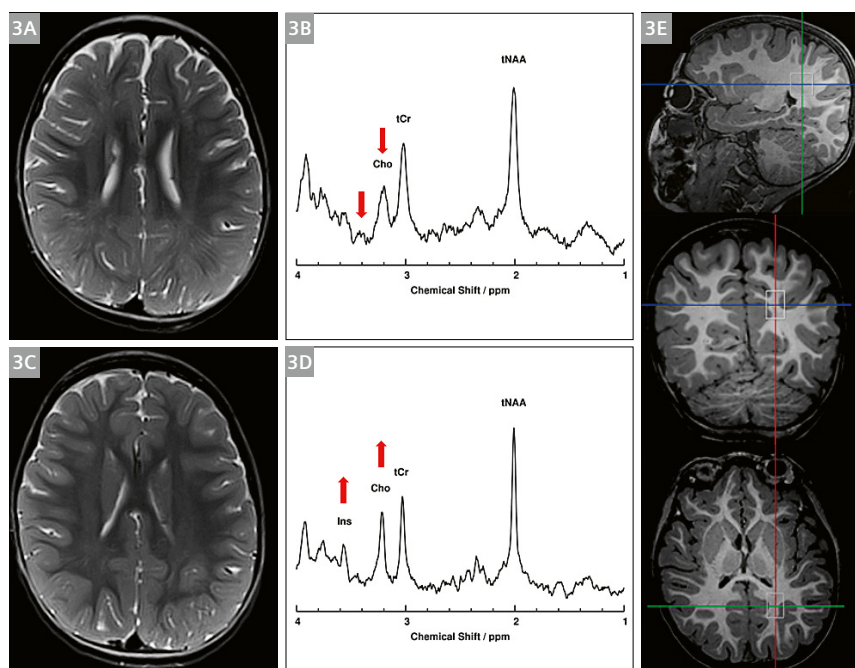 3A
3B
tNAA
tCr
Cho
4 3 2 1
Chemical Shift / ppm
3C
3D
tNAA
tCr
Cho
Ins
4 3 2 1
Chemical Shift / ppm
3E